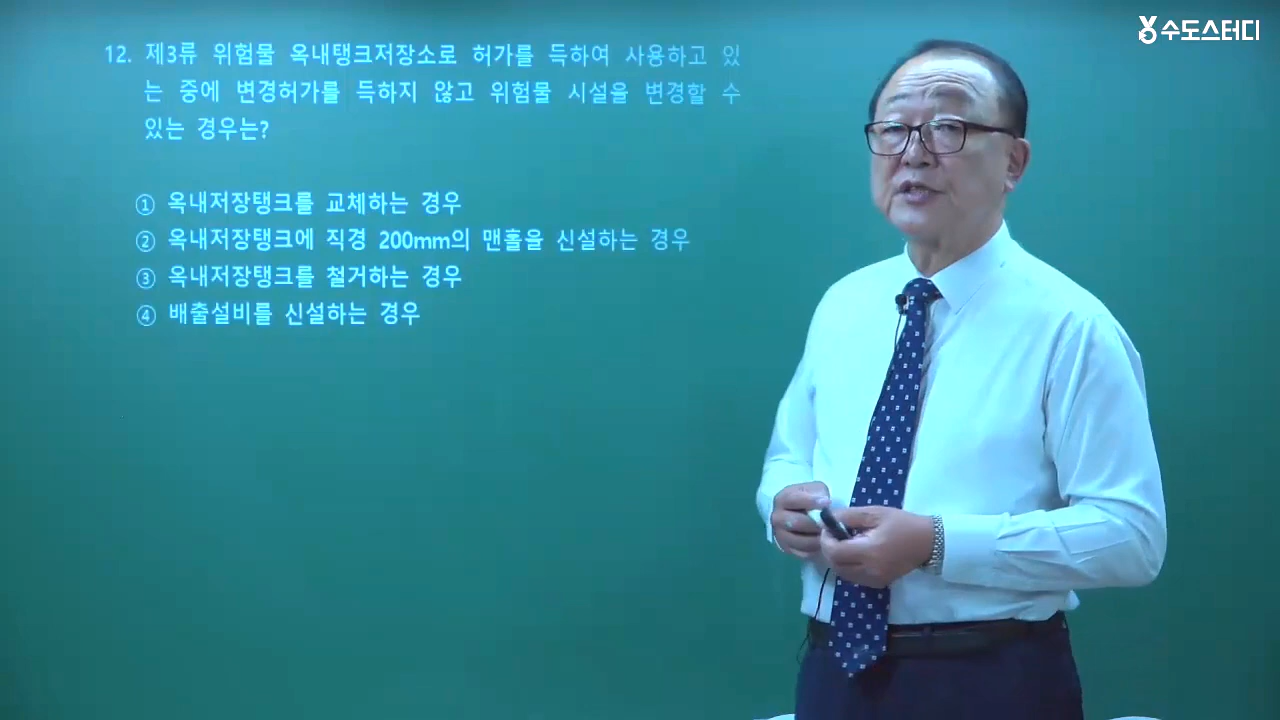 수도스터디
12. 제3류 위험물 옥내탱크저장소로 허가를 득하여 사용하고 있
는 중에 변경허가를 득하지 않고 위험물 시설을 변경할 수
있는 경우는?
① 옥내저장탱크를 교체하는 경우
② 옥내저장탱크에 직경 200mm의 맨홀을 신설하는 경우
③ 옥내저장탱크를 철거하는 경우
④ 배출설비를 신설하는 경우